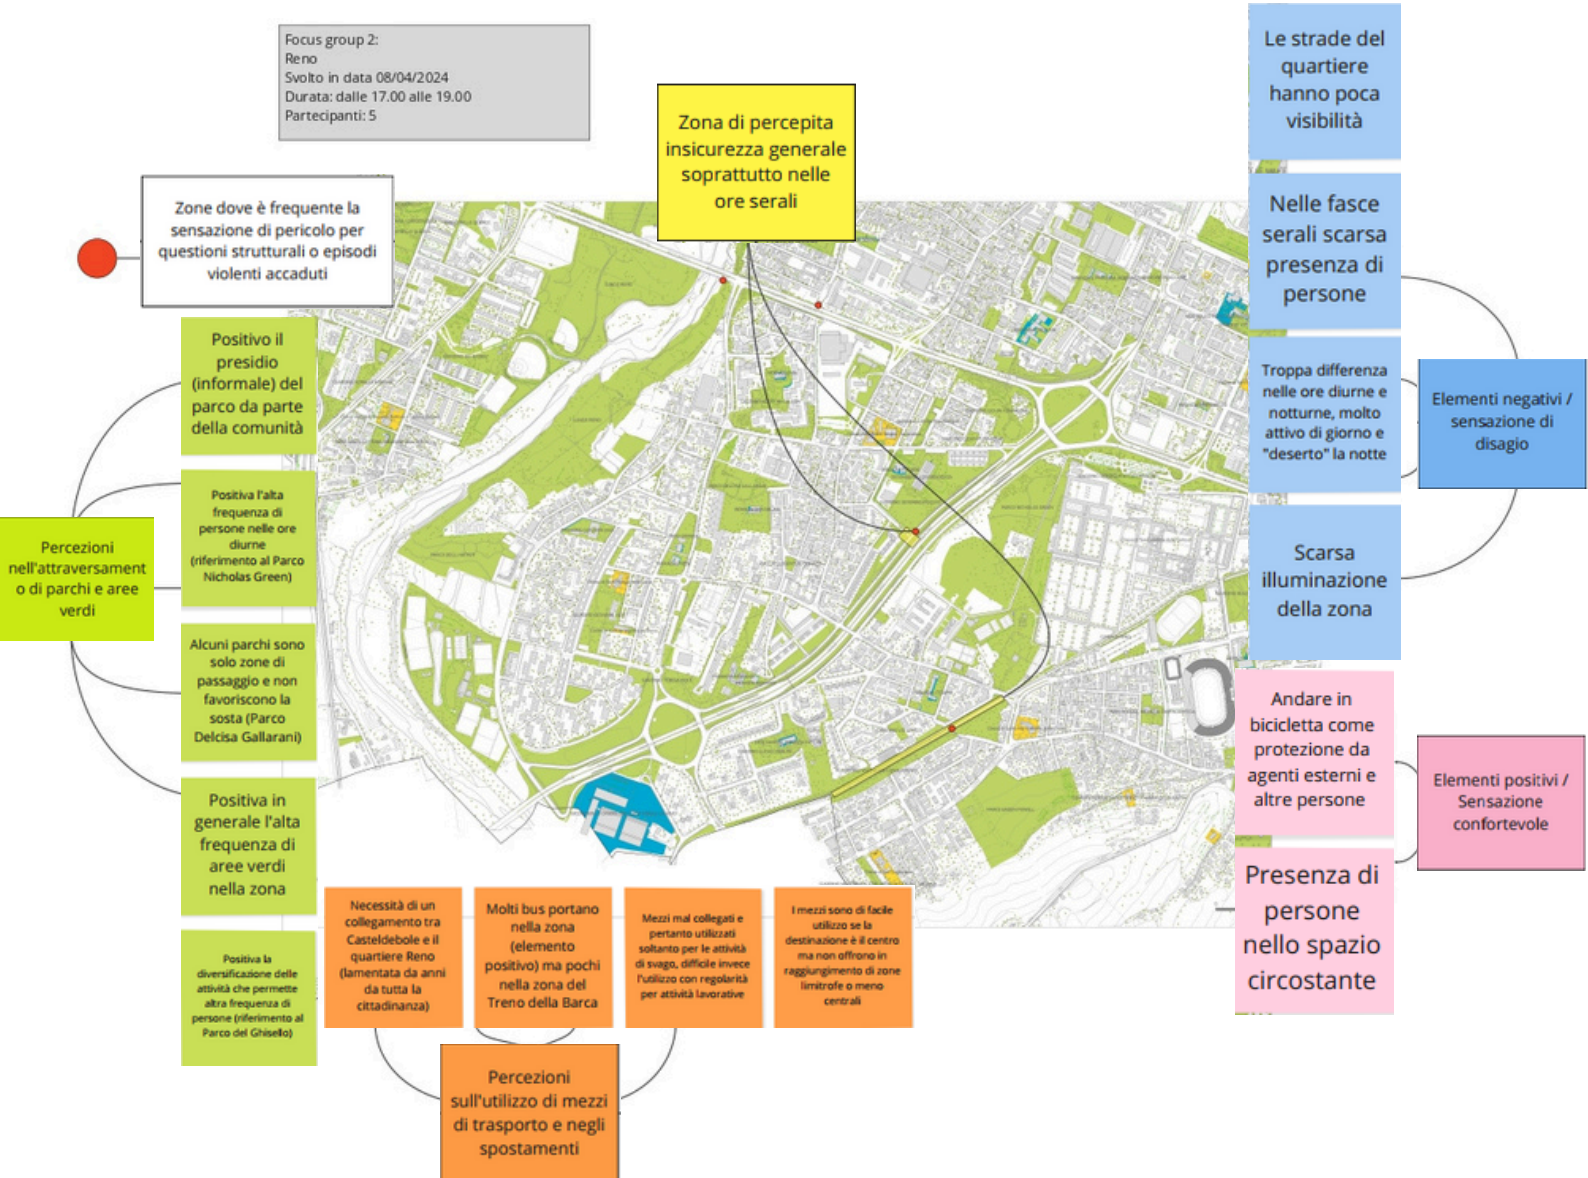 Focus group 2:
Reno
Svolto in data 08/04/2024
Durata: dalle 17.00 alle 19.00
Partecipanti: 5
Zona di percepita
insicurezza generale
soprattutto nelle
ore serali
Zone dove è frequente la
sensazione di pericolo per
questioni strutturali o episodi
violenti accaduti
Percezioni
nell'attraversament
o di parchi e aree
verdi
Positivo il
presidio
(informale) del
parco da parte
della comunità
Positiva l'alta
frequenza di
persone nelle ore
diurne
(riferimento al Parco
Nicholas Green)
Alcuni parchi sono
solo zone di
passaggio e non
favoriscono la
sosta (Parco
Delcisa Gallarani)
Positiva in
generale l'alta
frequenza di
aree verdi
nella zona
Positiva la
diversificazione delle
attività che permette
altra frequenza di
persone (riferimento al
Parco del Ghisello)
Necessità di un
collegamento tra
Casteldebole e il
quartiere Reno
(lamentata da anni
da tutta la
cittadinanza)
Molti bus portano
nella zona
(elemento
positivo) ma pochi
nella zona del
Treno della Barca
Mezzi mal collegati e
pertanto utilizzati
soltanto per le attività
di svago, difficile invece
l'utilizzo con regolarità
per attività lavorative
I mezzi sono di facile
utilizzo se la
destinazione è il centro
ma non offrono in
raggiungimento di zone
limitrofe o meno
centrali
Percezioni
sull'utilizzo di mezzi
di trasporto e negli
spostamenti
Le strade del
quartiere
hanno poca
visibilità
Nelle fasce
serali scarsa
presenza di
persone
Troppa differenza
nelle ore diurne e
notturne, molto
attivo di giorno e
"deserto" la notte
Scarsa
illuminazione
della zona
Elementi negativi /
sensazione di
disagio
Andare in
bicicletta come
protezione da
agenti esterni e
altre persone
Presenza di
persone
nello spazio
circostante
Elementi positivi /
Sensazione
confortevole